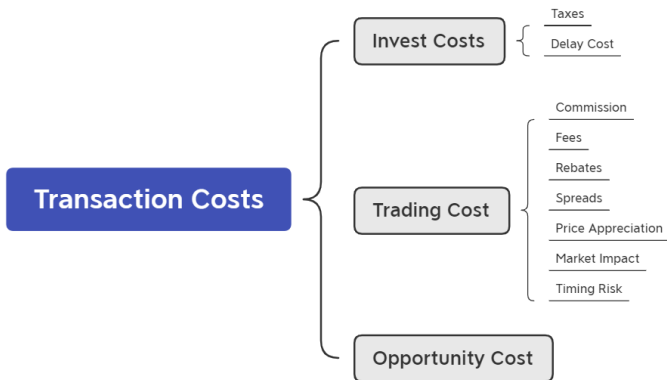 Transaction Costs
Invest Costs
Taxes
Delay Cost
Trading Cost
Commission
Fees
Rebates
Spreads
Price Appreciation
Market Impact
Timing Risk
Opportunity Cost